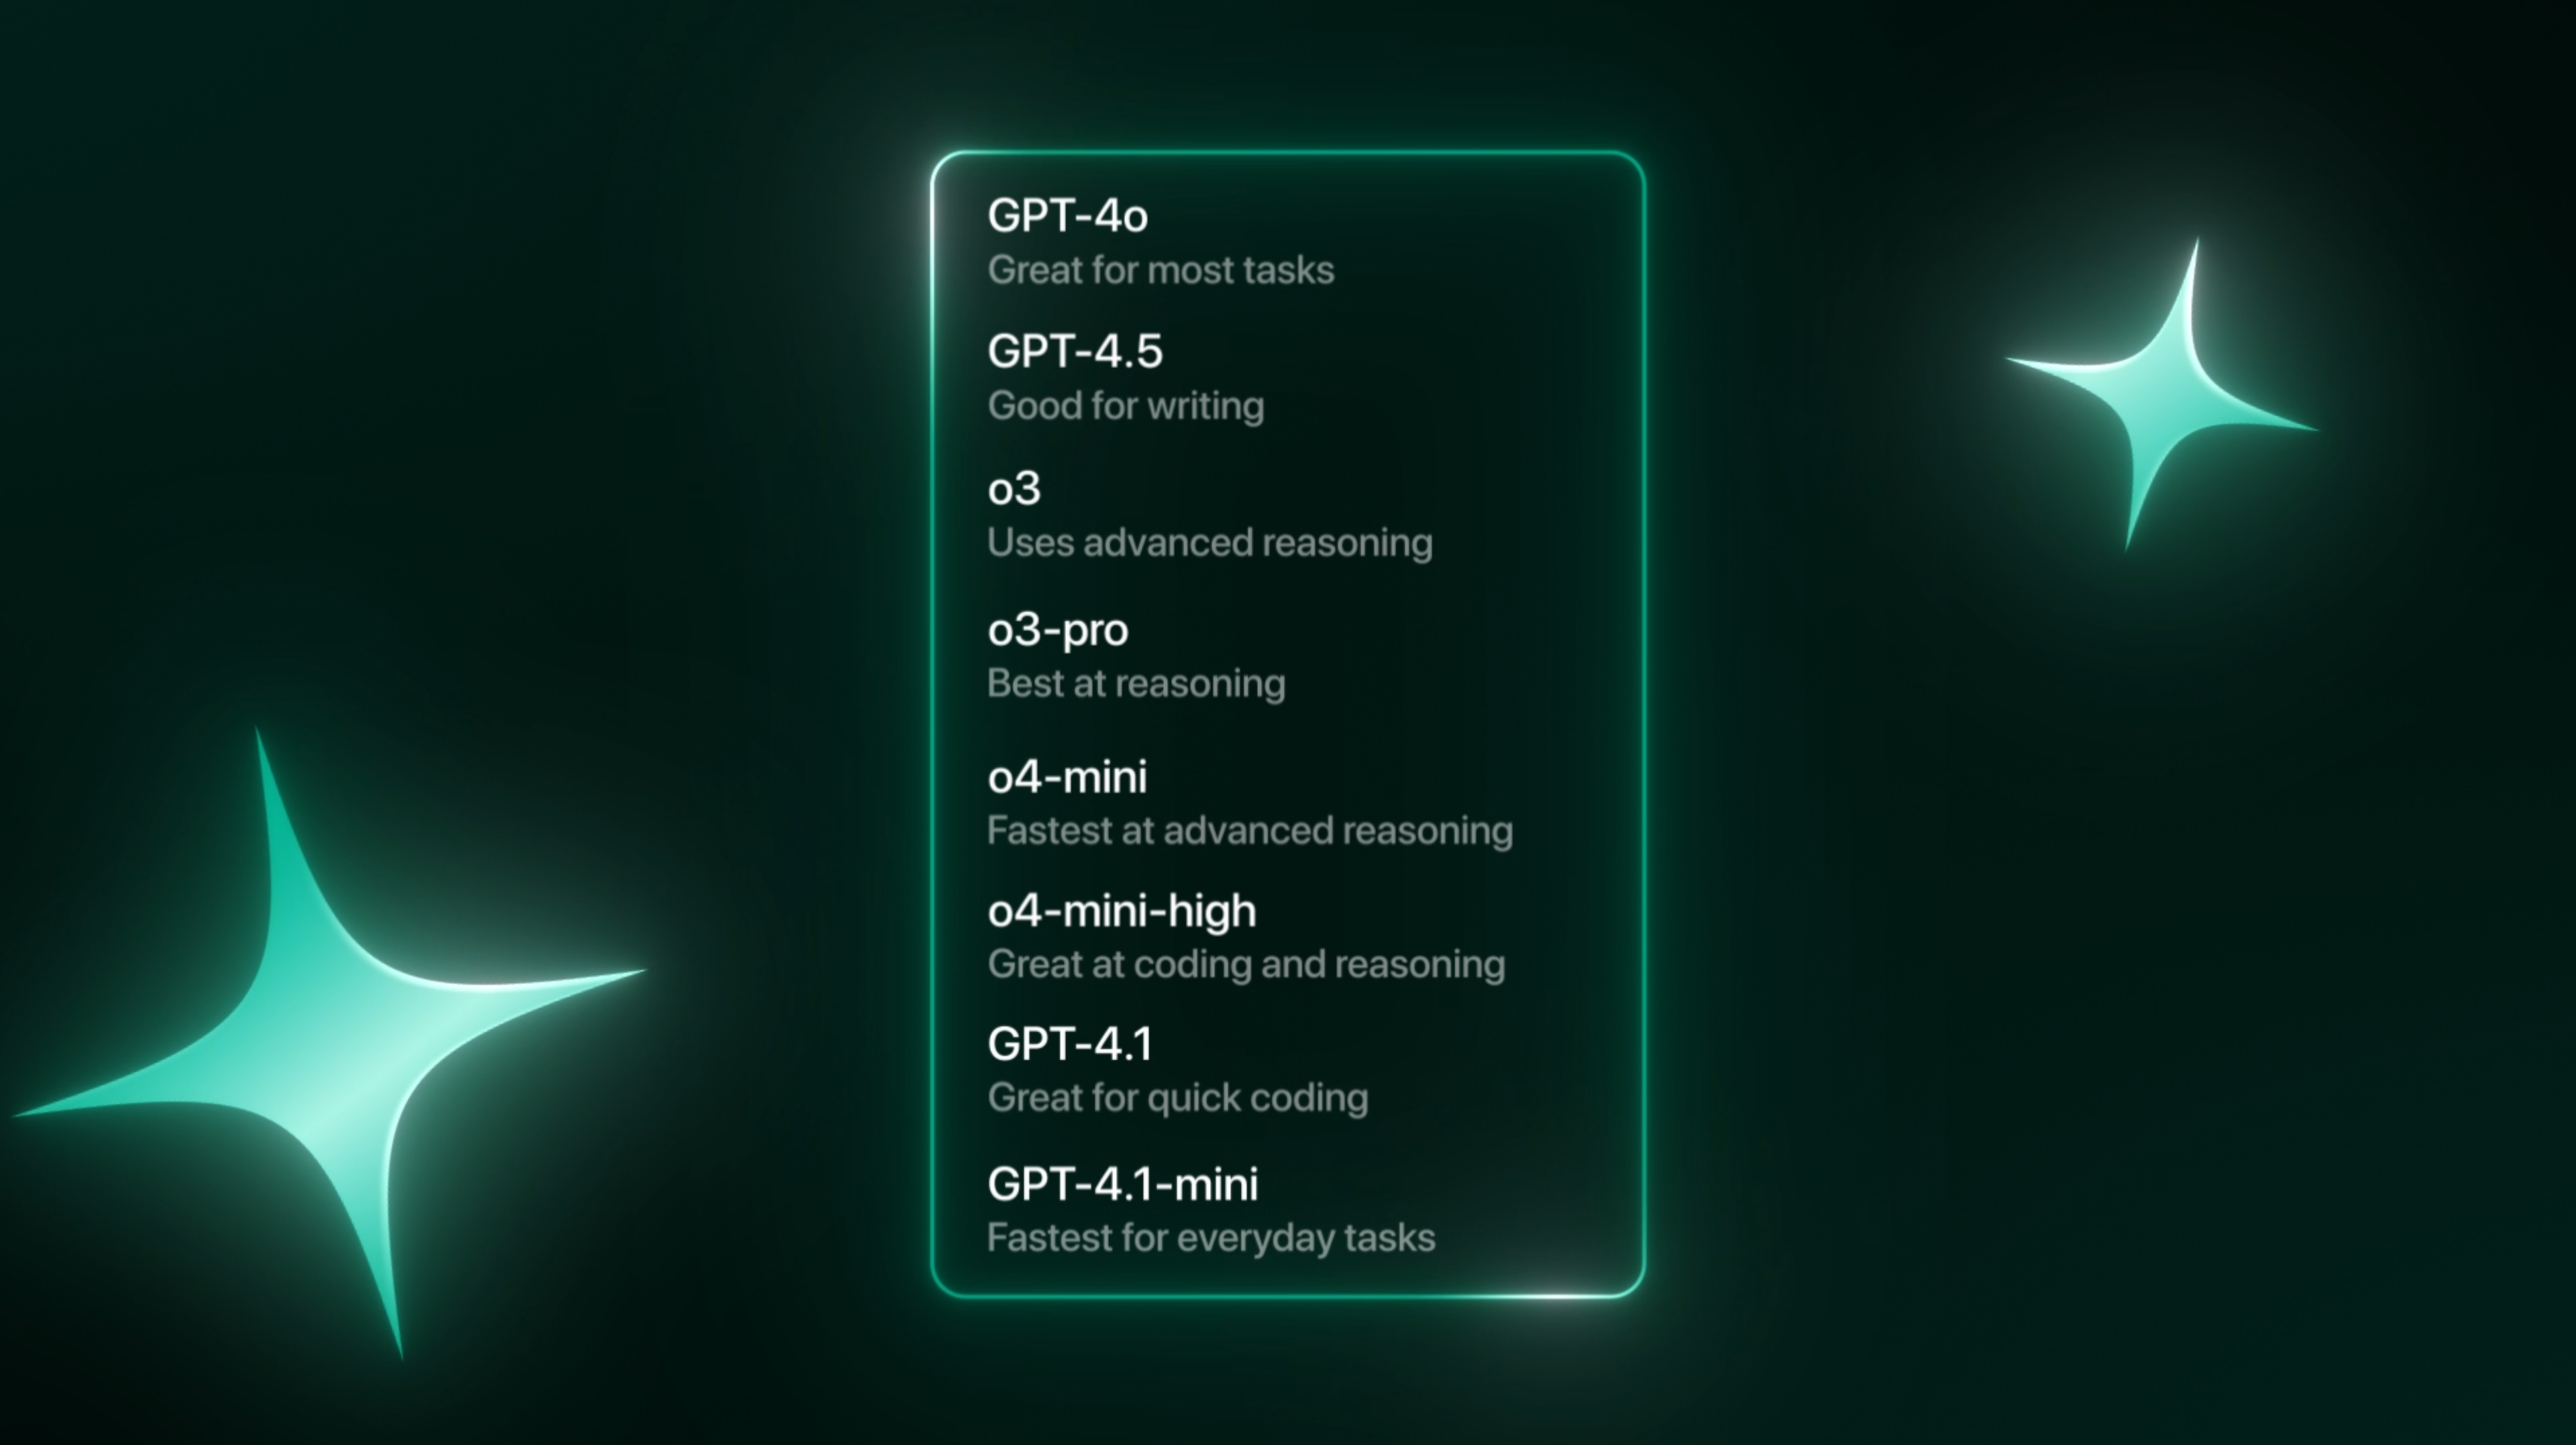 GPT-4o
Great for most tasks
GPT-4.5
Good for writing
o3
Uses advanced reasoning
o3-pro
Best at reasoning
o4-mini
Fastest at advanced reasoning
o4-mini-high
Great at coding and reasoning
GPT-4.1
Great for quick coding
GPT-4.1-mini
Fastest for everyday tasks